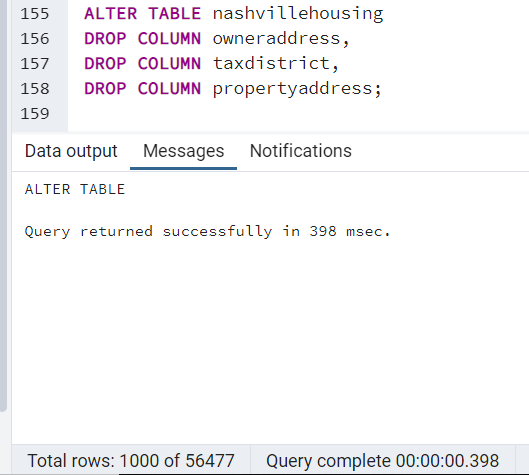 155 ALTER TABLE nashvillehousing
156 DROP COLUMN owneraddress,
157 DROP COLUMN taxdistrict,
158 DROP COLUMN propertyaddress;
159
Data output Messages Notifications
ALTER TABLE
Query returned successfully in 398 msec.
Total rows: 1000 of 56477 Query complete 00:00:00.398